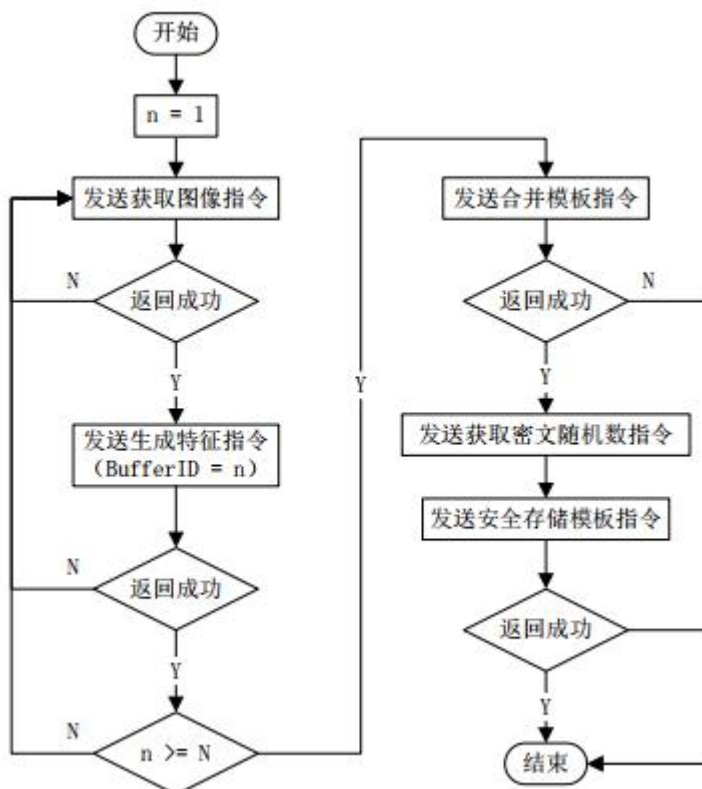 开始
n = 1
发送获取图像指令
N
返回成功
Y
发送生成特征指令
（BufferID = n）
N
返回成功
Y
N
n >= N
Y
发送合并模板指令
N
返回成功
Y
发送获取密文随机数指令
发送安全存储模板指令
返回成功
Y
结束